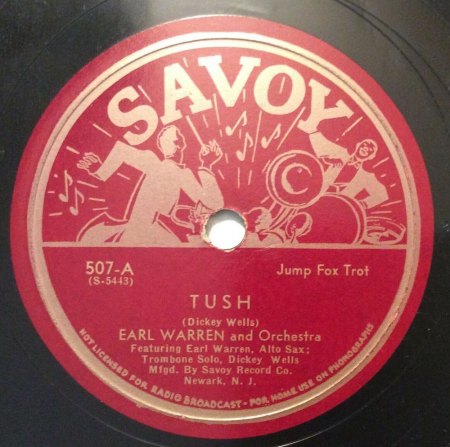 SAVOY
C
507-A
(S-5443)
Jump Fox Trot
TUSH
(Dickey Wells)
EARL WARREN and Orchestra
Featuring Earl Warren, Alto Sax;
Trombone Solo, Dickey Wells
Mfgd. By Savoy Record Co.
Newark, N. J.
NOT LICENSED FOR RADIO BROADCAST - FOR HOME USE ON PHONOGRAPHS